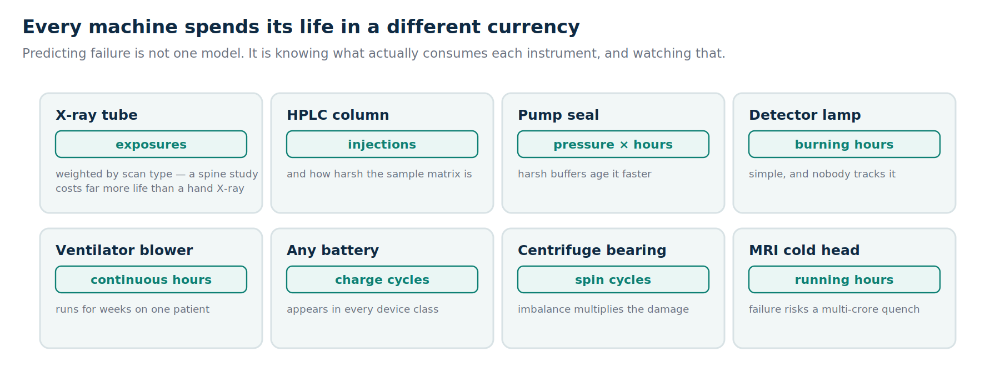 Every machine spends its life in a different currency
Predicting failure is not one model. It is knowing what actually consumes each instrument, and watching that.
X-ray tube
exposures
weighted by scan type — a spine study
costs far more life than a hand X-ray
HPLC column
injections
and how harsh the sample matrix is
Pump seal
pressure × hours
harsh buffers age it faster
Detector lamp
burning hours
simple, and nobody tracks it
Ventilator blower
continuous hours
runs for weeks on one patient
Any battery
charge cycles
appears in every device class
Centrifuge bearing
spin cycles
imbalance multiplies the damage
MRI cold head
running hours
failure risks a multi-crore quench